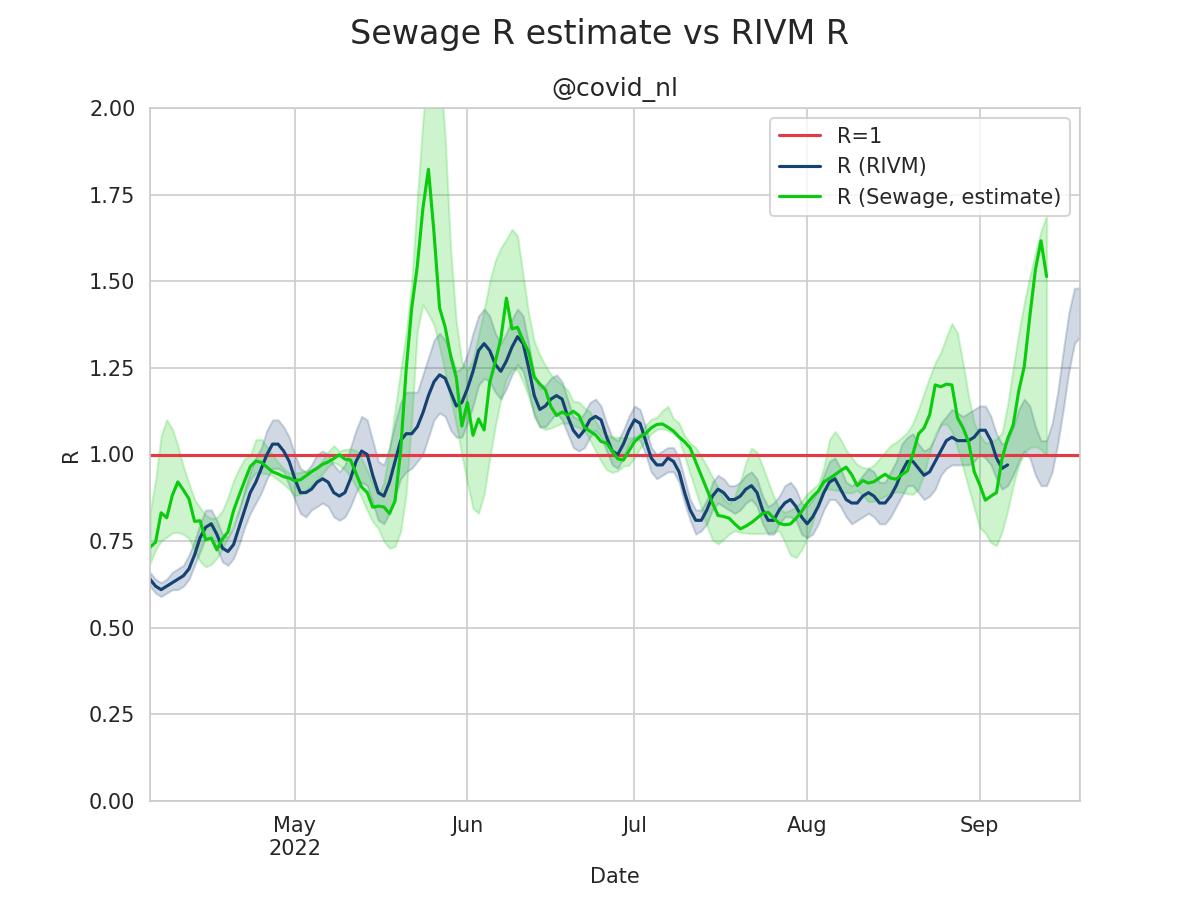 Sewage R estimate vs RIVM R
@covid_nl
R=1
R (RIVM)
R (Sewage, estimate)
2.00
1.75
1.50
1.25
1.00
0.75
0.50
0.25
0.00
R
May
2022
Jun
Jul
Aug
Sep
Date